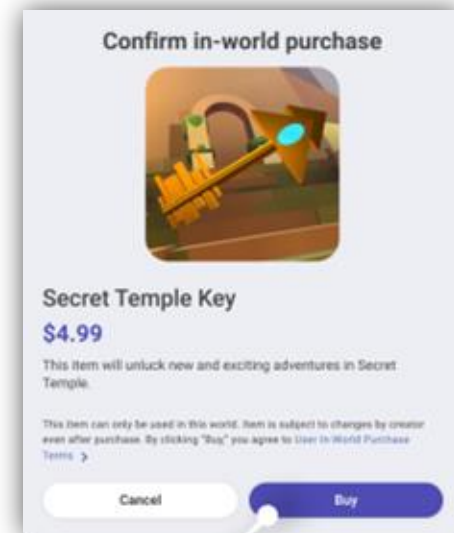 Confirm in-world purchase
Secret Temple Key
$4.99
This item will unluck new and exciting adventures in Secret
Temple.
This item can only be used in this world. Item is subject to changes by creator
even after purchase. By clicking "Buy," you agree to User In-World Purchase
Terms >
Cancel
Buy